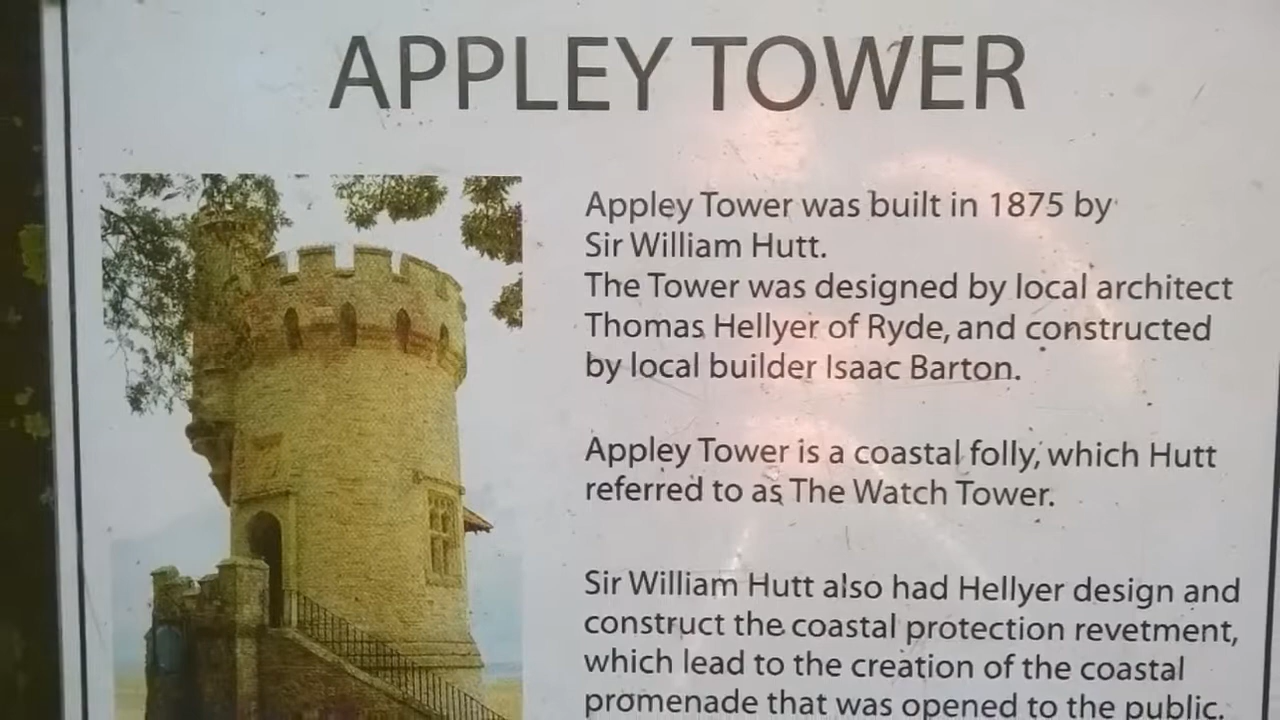 APPLEY TOWER
Appley Tower was built in 1875 by
Sir William Hutt.
The Tower was designed by local architect
Thomas Hellyer of Ryde, and constructed
by local builder Isaac Barton.
Appley Tower is a coastal folly, which Hutt
referred to as The Watch Tower.
Sir William Hutt also had Hellyer design and
construct the coastal protection revetment,
which lead to the creation of the coastal
promenade that was opened to the public.